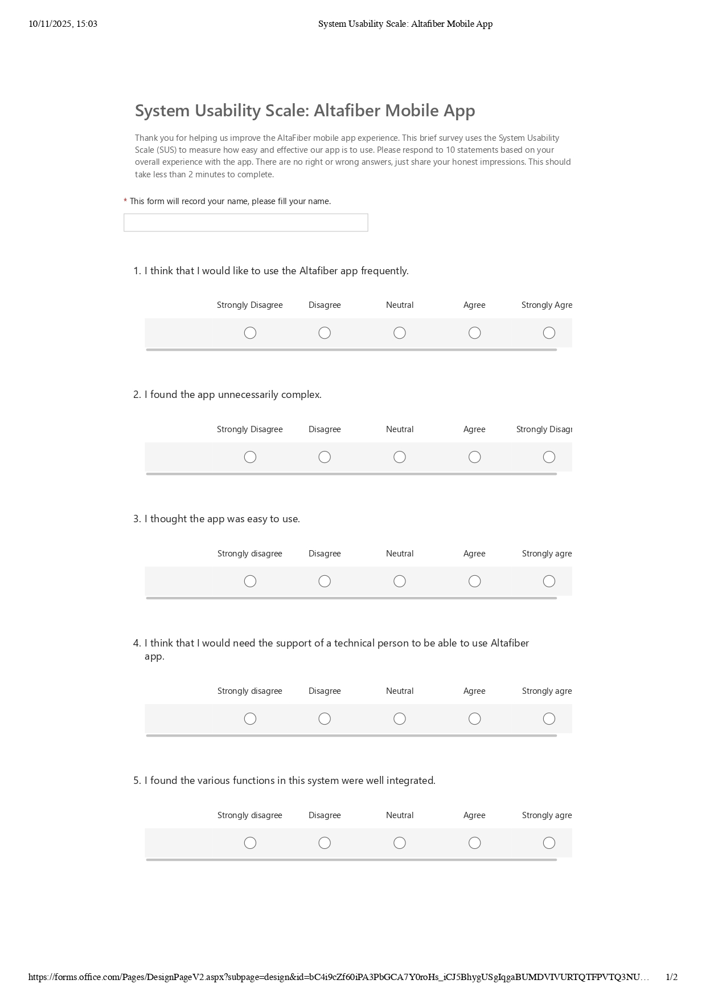 10/11/2025, 15:03
System Usability Scale: Altafiber Mobile App
System Usability Scale: Altafiber Mobile App
Thank you for helping us improve the AltaFiber mobile app experience. This brief survey uses the System Usability
Scale (SUS) to measure how easy and effective our app is to use. Please respond to 10 statements based on your
overall experience with the app. There are no right or wrong answers, just share your honest impressions. This should
take less than 2 minutes to complete.
* This form will record your name, please fill your name.
1. I think that I would like to use the Altafiber app frequently.
Strongly Disagree Disagree Neutral Agree Strongly Agre
2. I found the app unnecessarily complex.
Strongly Disagree Disagree Neutral Agree Strongly Disagr
3. I thought the app was easy to use.
Strongly disagree Disagree Neutral Agree Strongly agre
4. I think that I would need the support of a technical person to be able to use Altafiber
app.
Strongly disagree Disagree Neutral Agree Strongly agre
5. I found the various functions in this system were well integrated.
Strongly disagree Disagree Neutral Agree Strongly agre
https://forms.office.com/Pages/DesignPageV2.aspx?subpage=design&id=bC4i9cZf60iPA3PbGCA7Y0roHs_iCJ5BhygUSgIqgaBUMDVIVURTQTFPVTQ3NU…
1/2